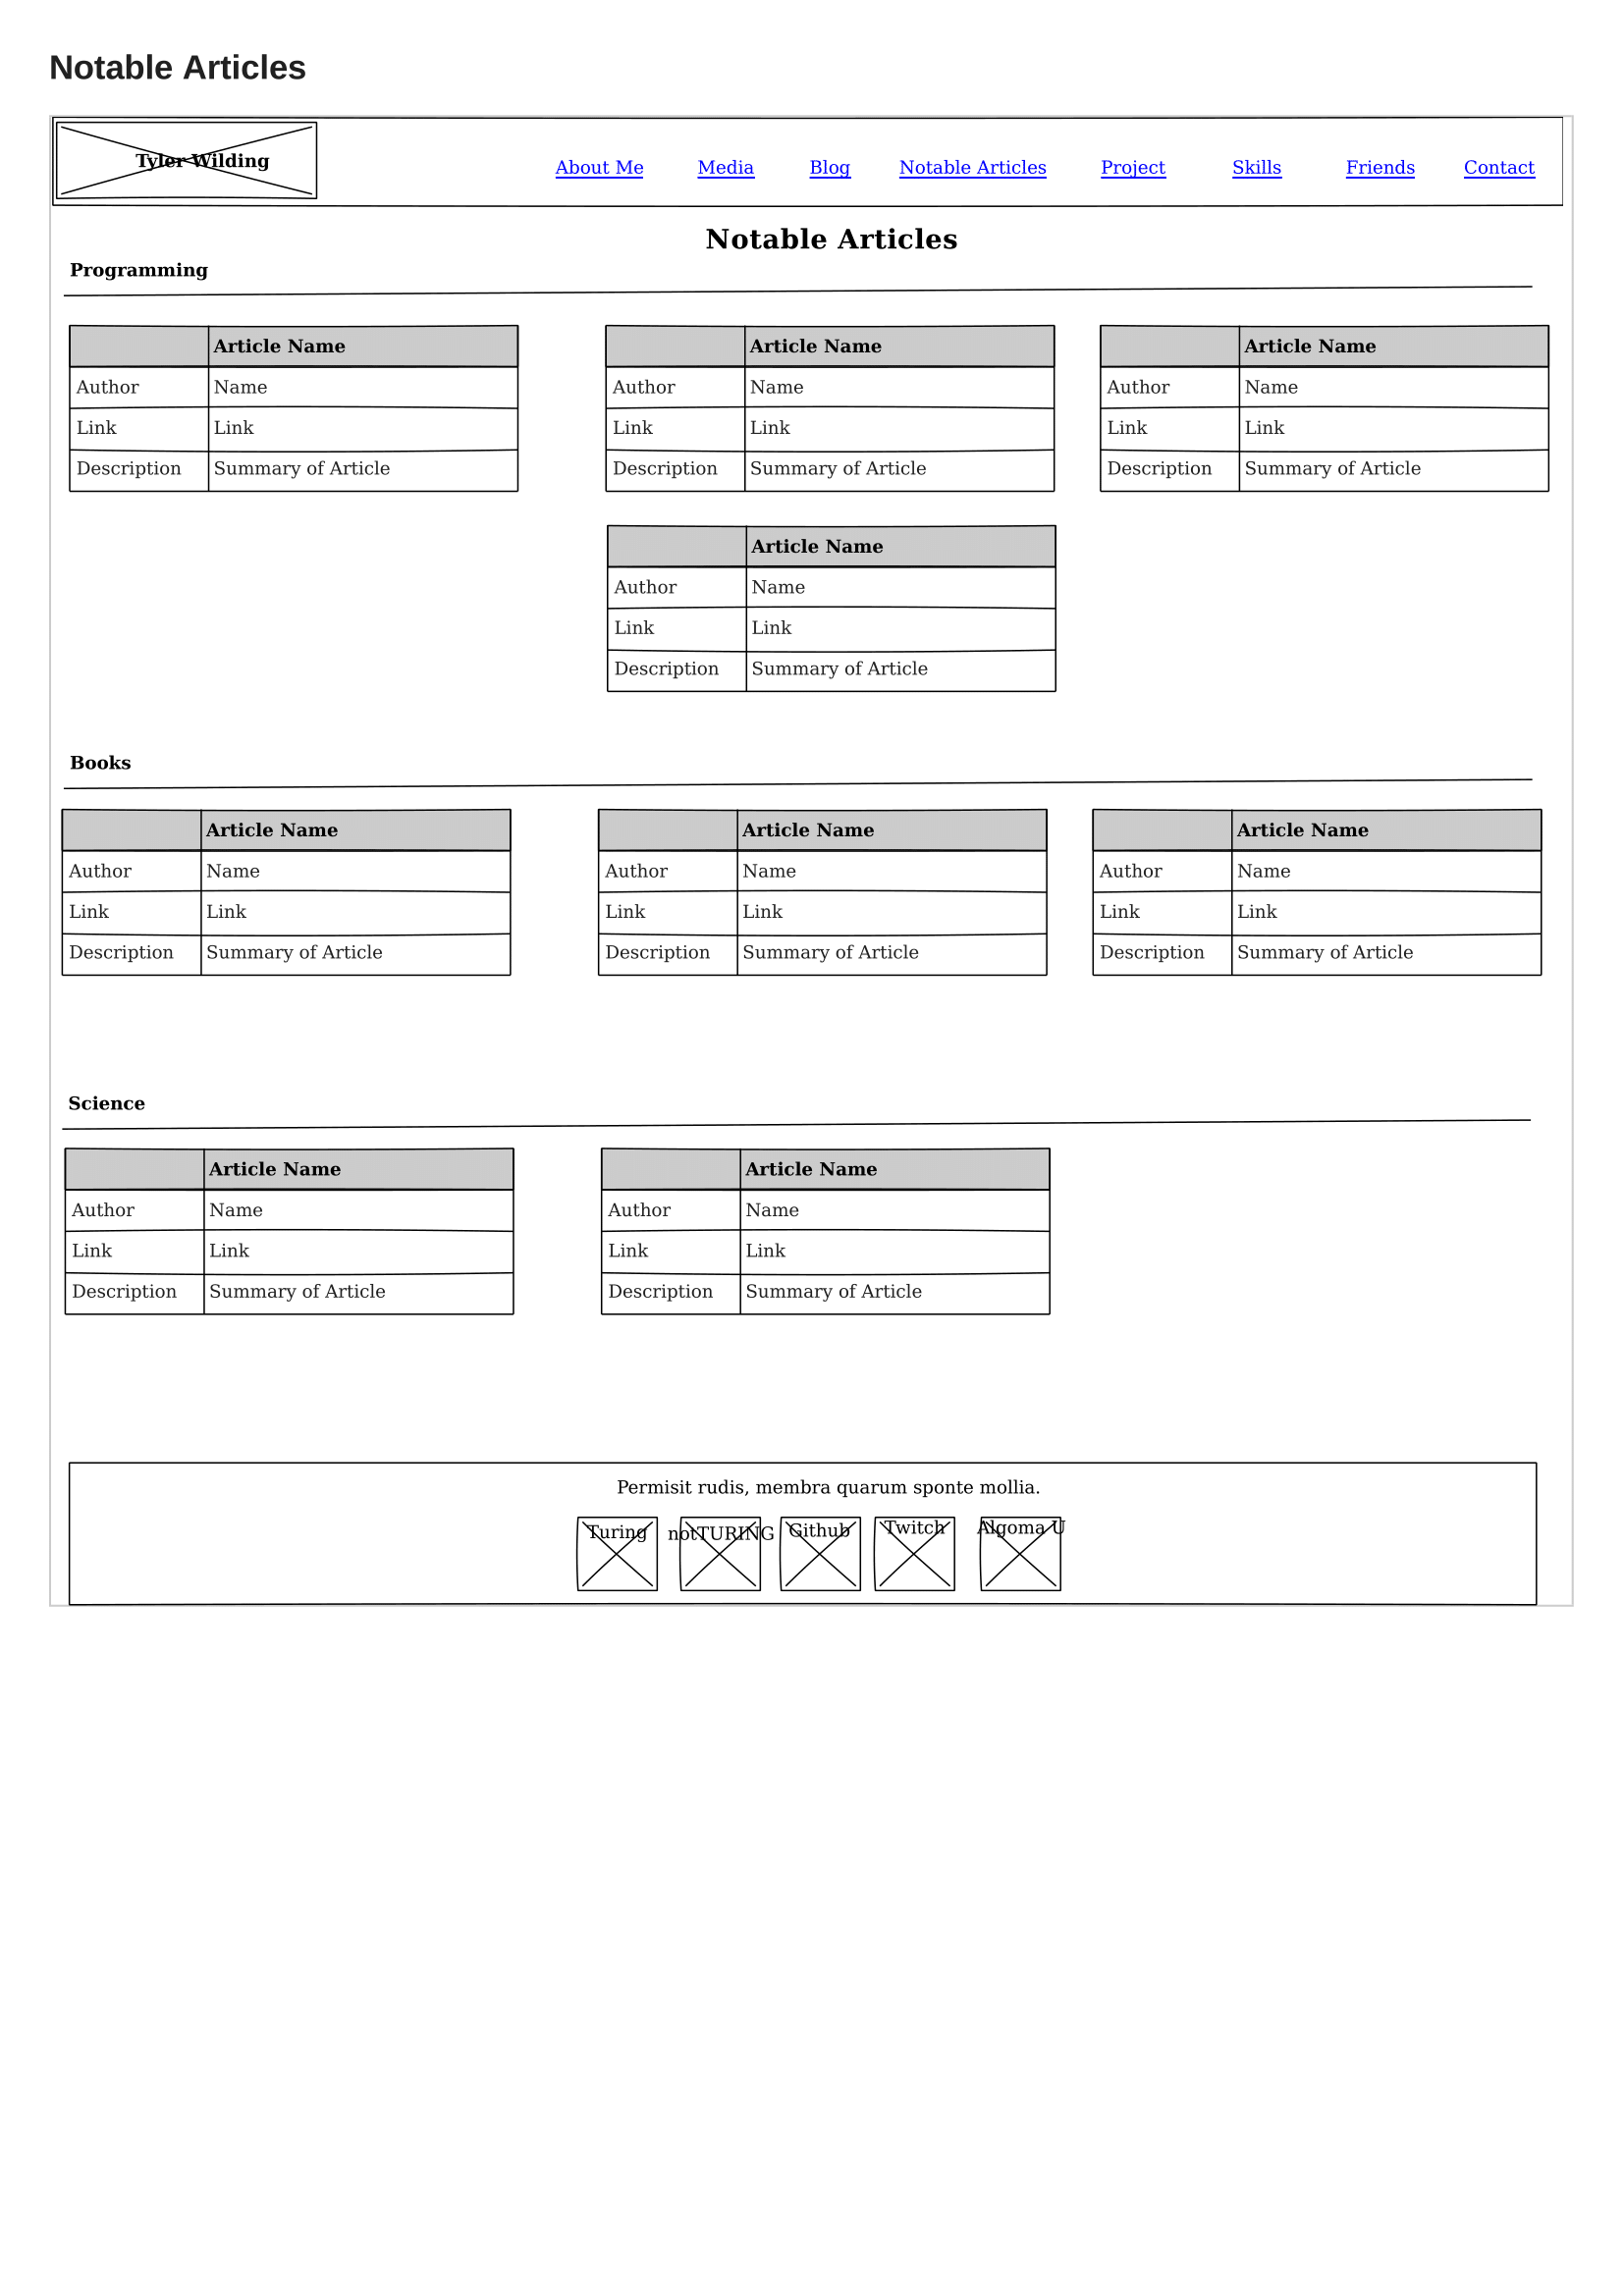 Notable Articles
Tyler Wilding
About Me Media Blog Notable Articles Project Skills Friends Contact
Notable Articles
Programming
Article Name Article Name Article Name
Author Name Author Name Author Name
Link Link Link Link Link Link
Description Summary of Article Description Summary of Article Description Summary of Article
Article Name
Author Name
Link Link
Description Summary of Article
Books
Article Name Article Name Article Name
Author Name Author Name Author Name
Link Link Link Link Link Link
Description Summary of Article Description Summary of Article Description Summary of Article
Science
Article Name Article Name
Author Name Author Name
Link Link Link Link
Description Summary of Article Description Summary of Article
Permisit rudis, membra quarum sponte mollia.
Turing notTURING Github Twitch Algoma U